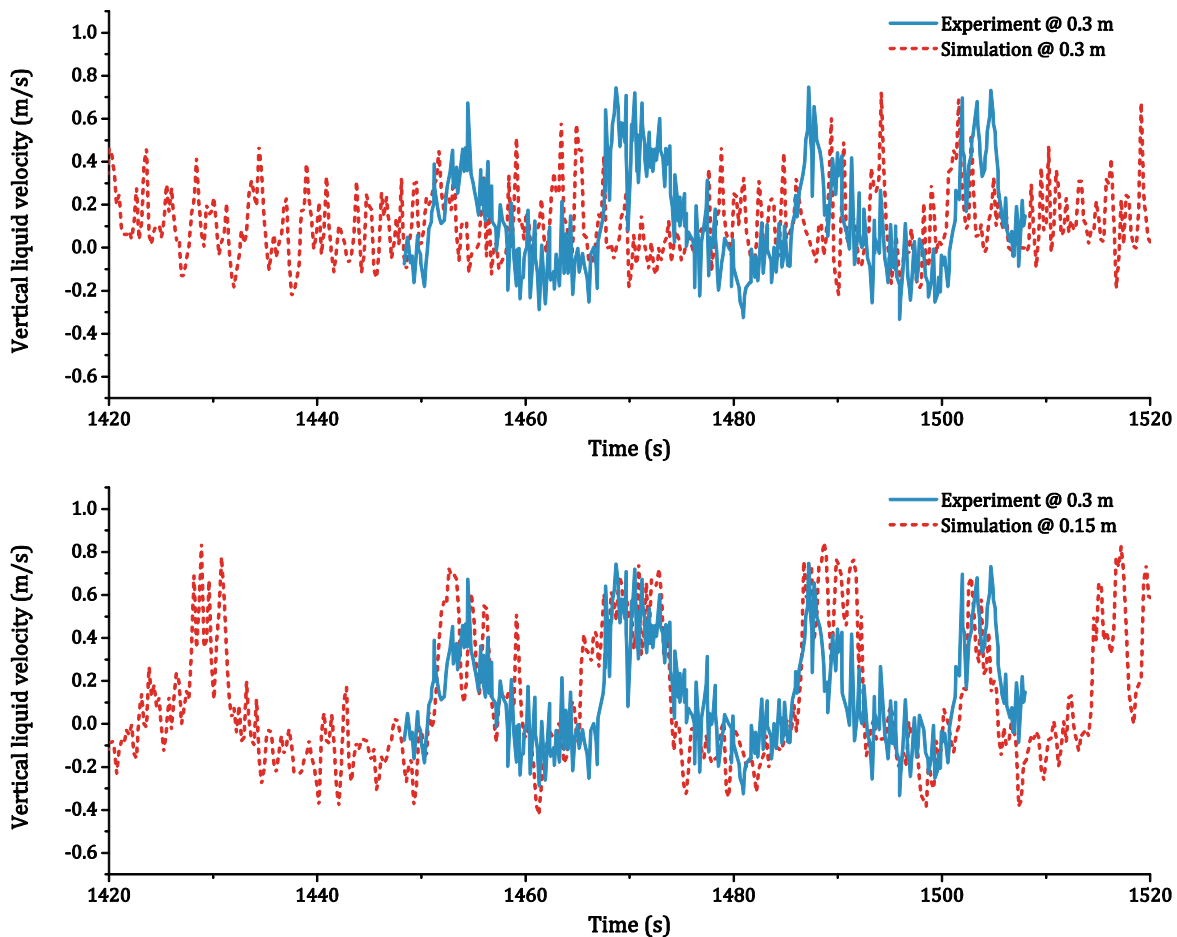 Experiment @ 0.3 m
Simulation @ 0.3 m
Vertical liquid velocity (m/s)
1.0
0.8
0.6
0.4
0.2
0.0
-0.2
-0.4
-0.6
1420 1440 1460 1480 1500 1520
Time (s)
Experiment @ 0.3 m
Simulation @ 0.15 m
Vertical liquid velocity (m/s)
1.0
0.8
0.6
0.4
0.2
0.0
-0.2
-0.4
-0.6
1420 1440 1460 1480 1500 1520
Time (s)